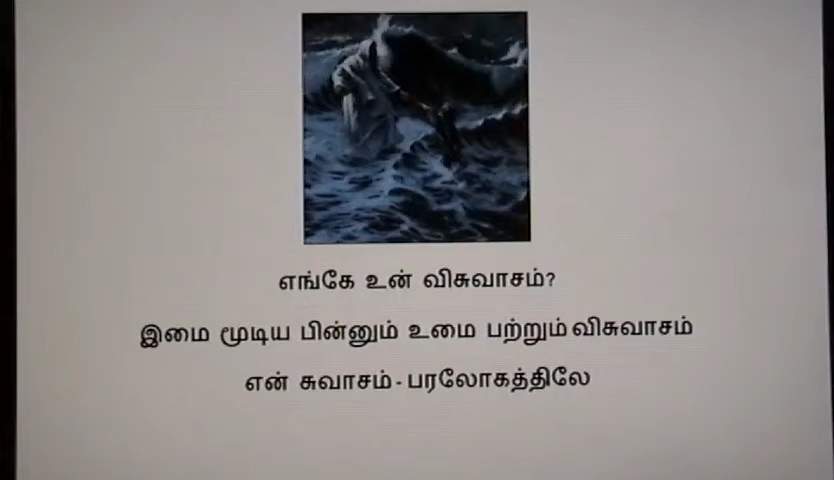 எங்கே உன் விசுவாசம்?
இமை மூடிய பின்னும் உமை பற்றும் விசுவாசம்
என் சுவாசம் - பரலோகத்திலே